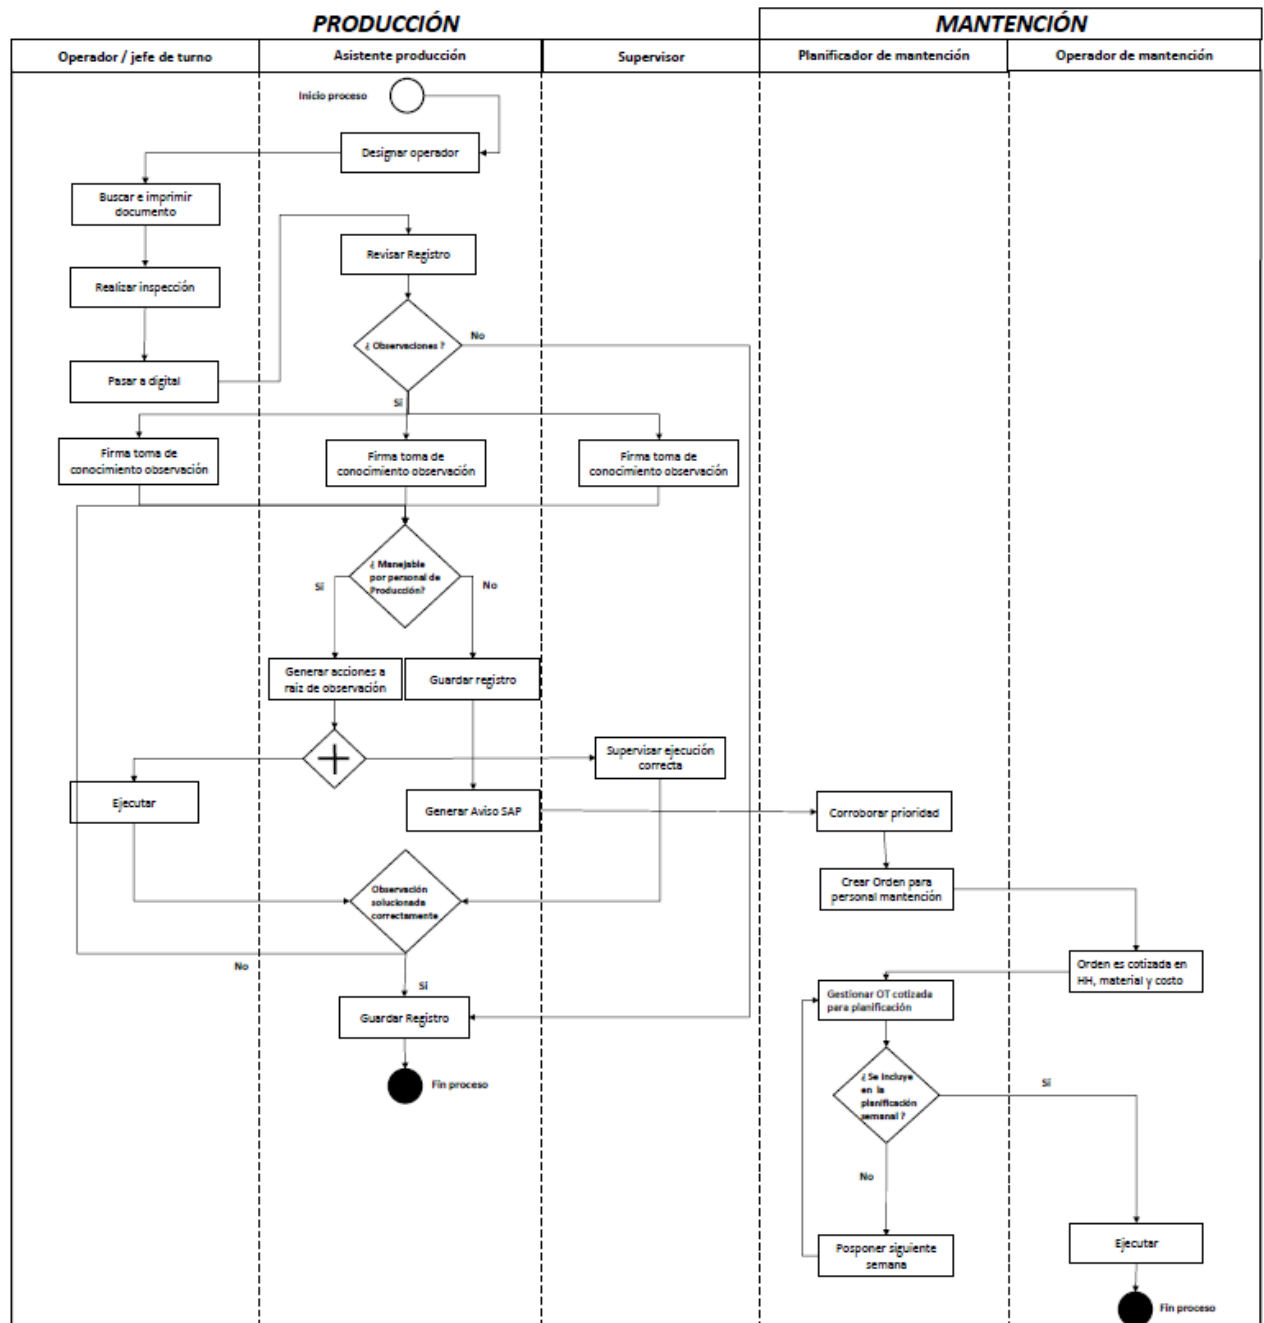 PRODUCCIÓN
MANTENCIÓN
Operador / jefe de turno
Asistente producción
Supervisor
Planificador de mantención
Operador de mantención
Inicio proceso
Designar operador
Buscar e imprimir
documento
Revisar Registro
Realizar inspección
¿ Observaciones ?
No
Pasar a digital
Sí
Firma toma de
conocimiento observación
Firma toma de
conocimiento observación
Firma toma de
conocimiento observación
¿ Manejable
por personal de
Producción?
Sí
No
Generar acciones a
raiz de observación
Guardar registro
Supervisar ejecución
correcta
Ejecutar
Generar Aviso SAP
Corroborar prioridad
Crear Orden para
personal mantención
Observación
solucionada
correctamente
No
Sí
Orden es cotizada en
HH, material y costo
Gestionar OT cotizada
para planificación
Guardar Registro
Fin proceso
¿ Se incluye
en la
planificación
semanal ?
Sí
No
Posponer siguiente
semana
Ejecutar
Fin proceso